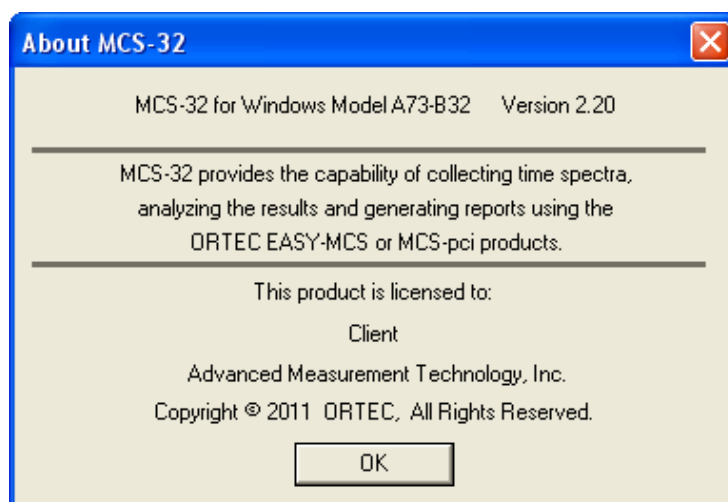 About MCS-32
MCS-32 for Windows Model A73-B32 Version 2.20
MCS-32 provides the capability of collecting time spectra,
analyzing the results and generating reports using the
ORTEC EASY-MCS or MCS-pci products.
This product is licensed to:
Client
Advanced Measurement Technology, Inc.
Copyright © 2011 ORTEC, All Rights Reserved.
OK